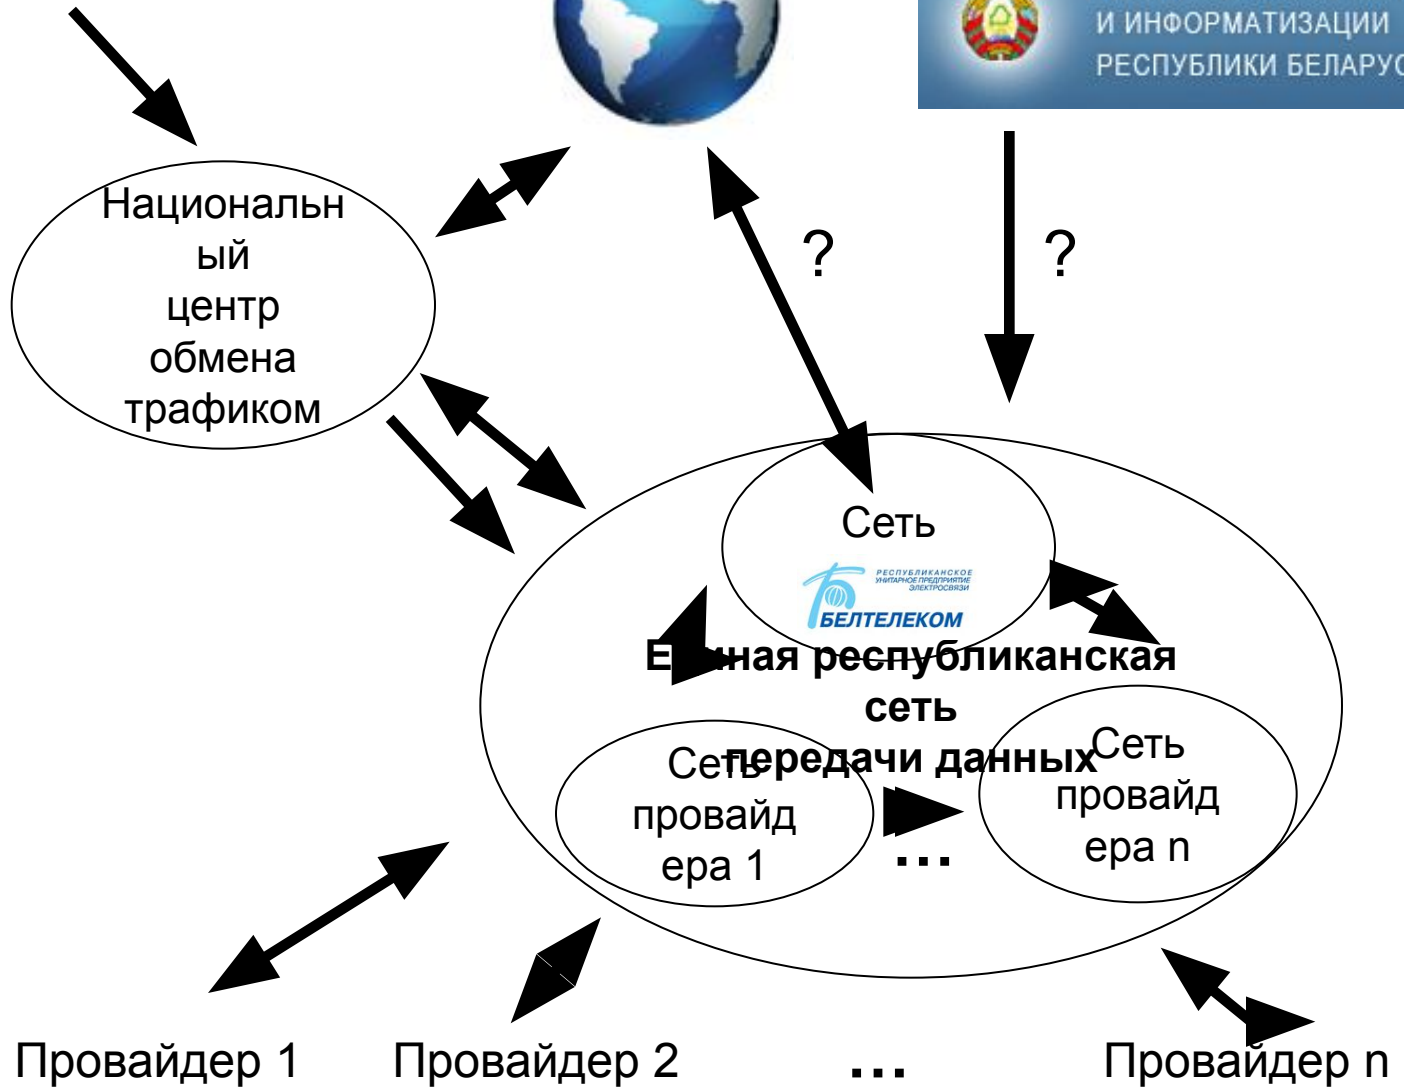 И ИНФОРМАТИЗАЦИИ
РЕСПУБЛИКИ БЕЛАРУС
Национальн
ый
центр
обмена
трафиком
?
?
Сеть
РЕСПУБЛИКАНСКОЕ
УНИТАРНОЕ ПРЕДПРИЯТИЕ
ЭЛЕКТРОСВЯЗИ
БЕЛТЕЛЕКОМ
Единая республиканская
сеть
передачи данных
Сеть
провайд
ера 1
...
Сеть
провайд
ера n
Провайдер 1
Провайдер 2
...
Провайдер n